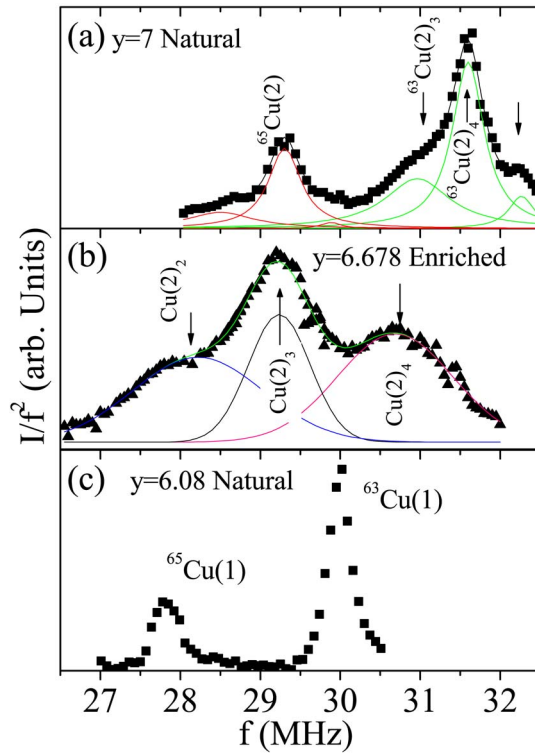 (a) y=7 Natural
⁶⁵Cu(2)
⁶³Cu(2)₃
⁶³Cu(2)₄
(b) y=6.678 Enriched
Cu(2)₂
Cu(2)₃
Cu(2)₄
(c) y=6.08 Natural
⁶⁵Cu(1)
⁶³Cu(1)
I/f² (arb. Units)
27 28 29 30 31 32
f (MHz)